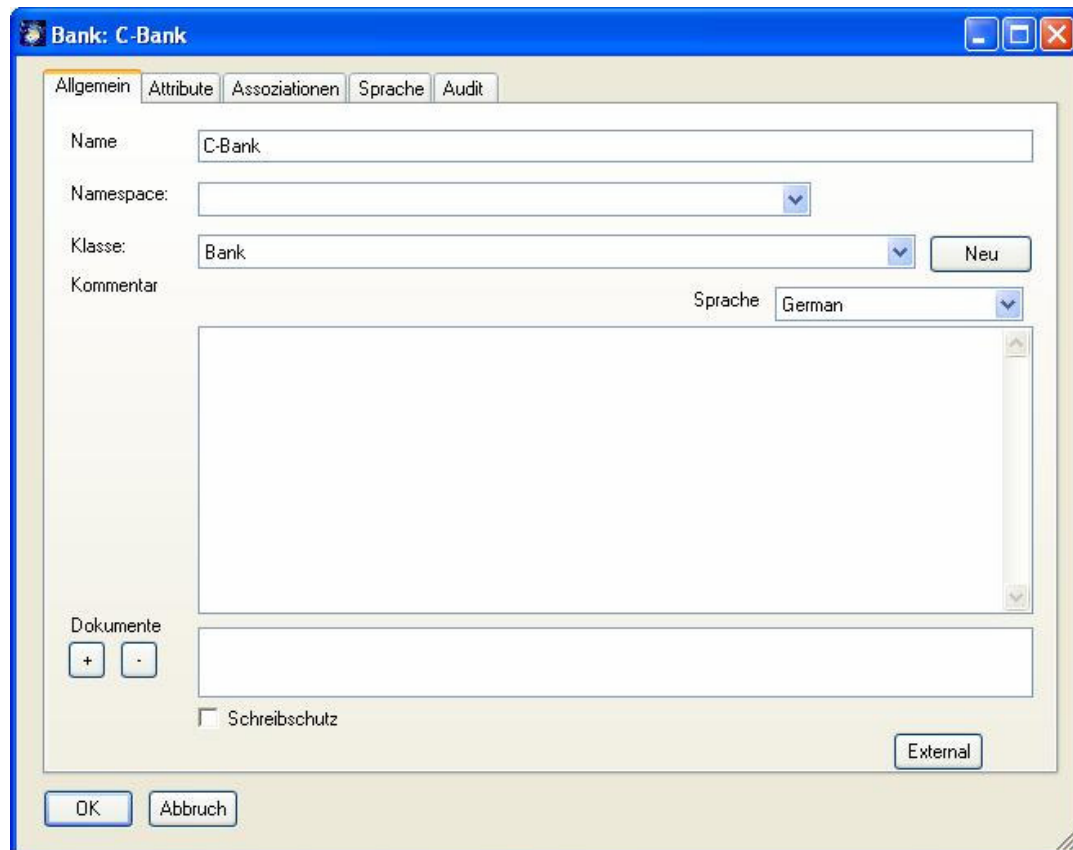 Bank: C-Bank
Allgemein Attribute Assoziationen Sprache Audit
Name C-Bank
Namespace:
Klasse: Bank Neu
Kommentar
Sprache German
Dokumente
+ -
Schreibschutz
External
OK Abbruch